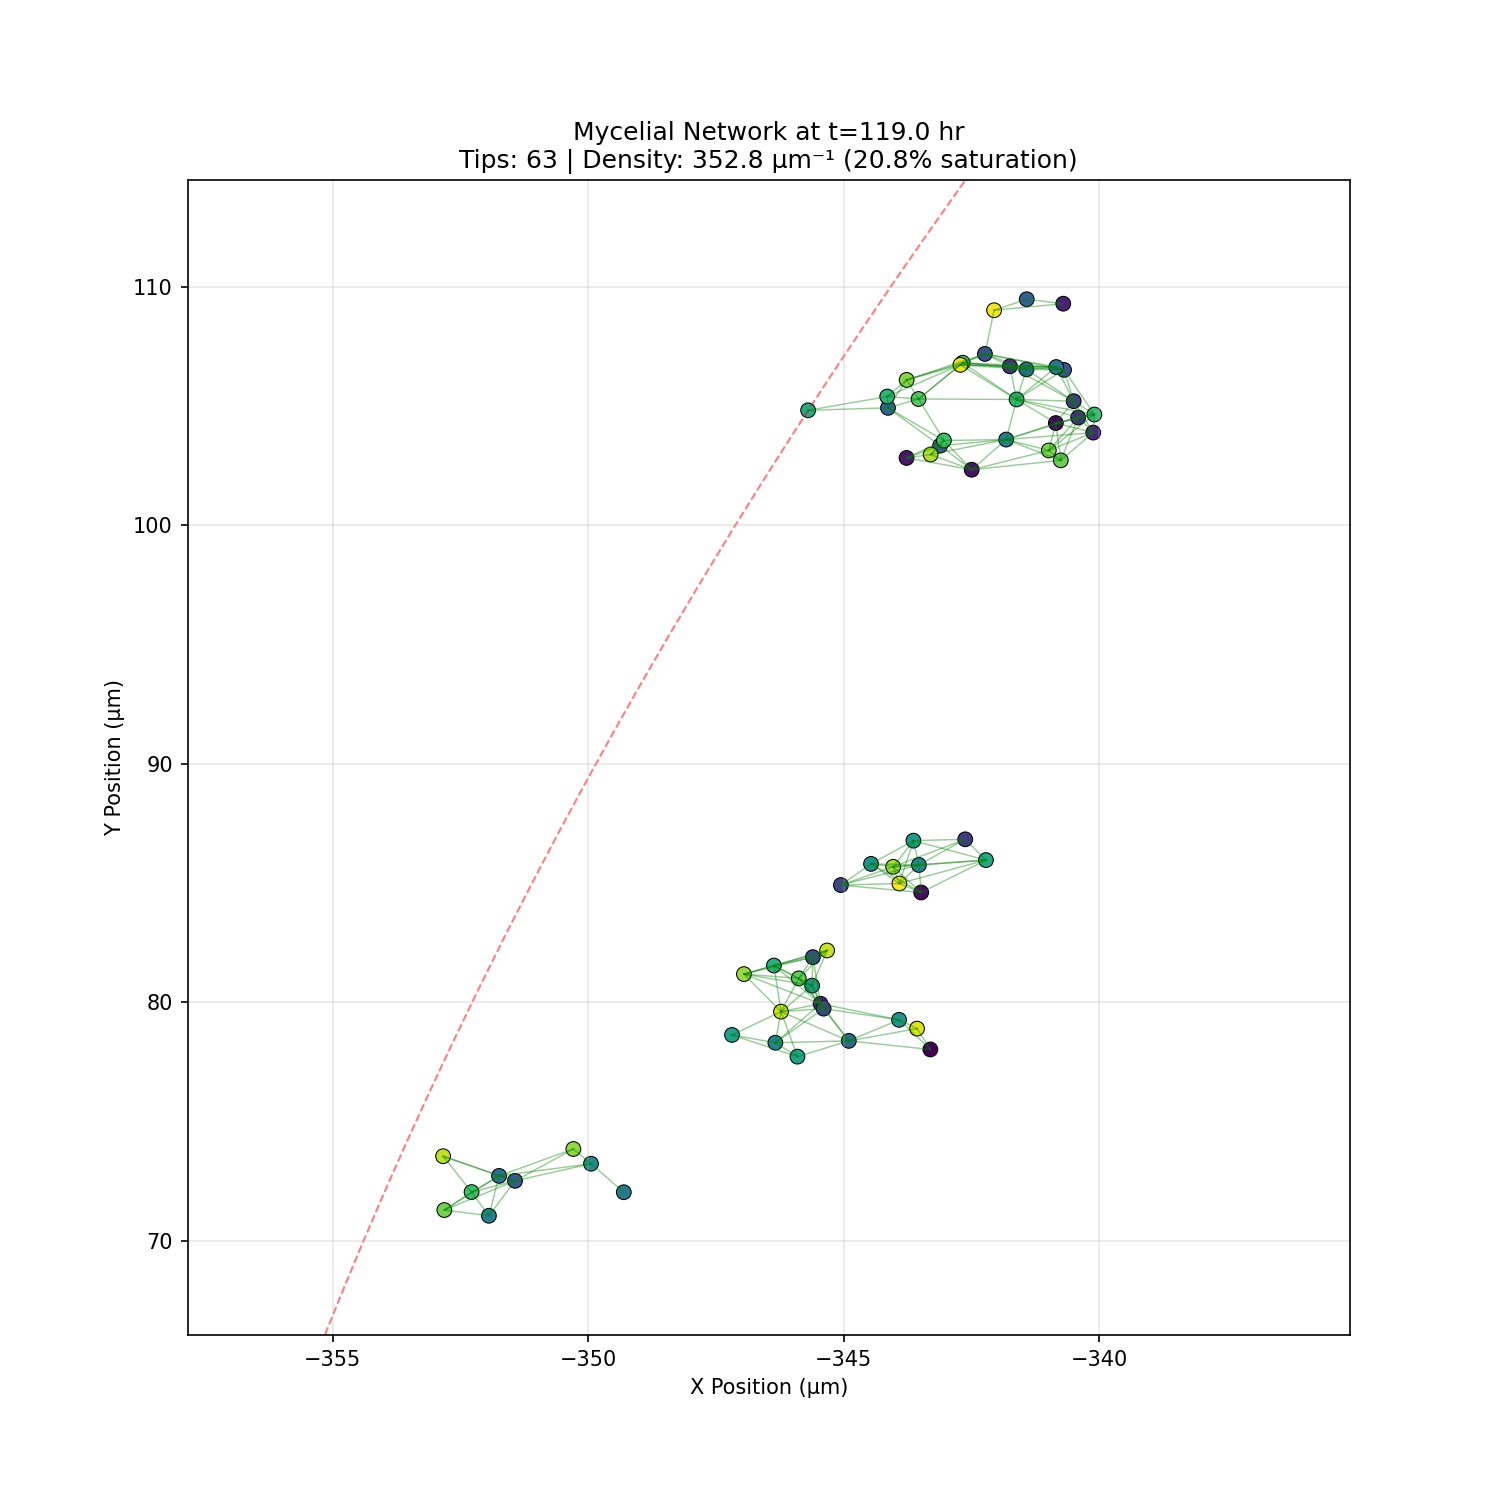 Mycelial Network at t=119.0 hr
Tips: 63 | Density: 352.8 μm⁻¹ (20.8% saturation)
110
100
90
80
70
Y Position (μm)
−355
−350
−345
−340
X Position (μm)